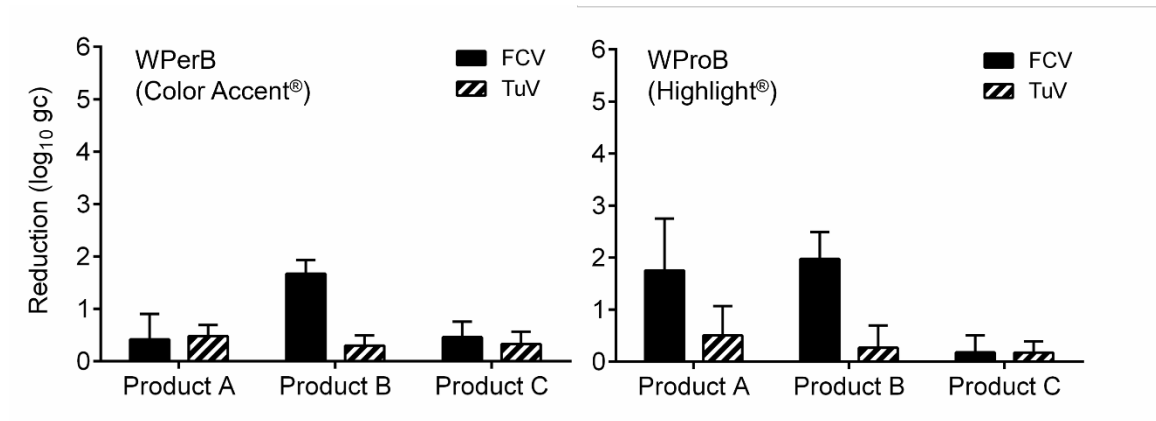 Reduction (log10 gc)
6
5
4
3
2
1
0
WPerB
(Color Accent®)
FCV
TuV
Product A
Product B
Product C
6
5
4
3
2
1
0
WProB
(Highlight®)
FCV
TuV
Product A
Product B
Product C